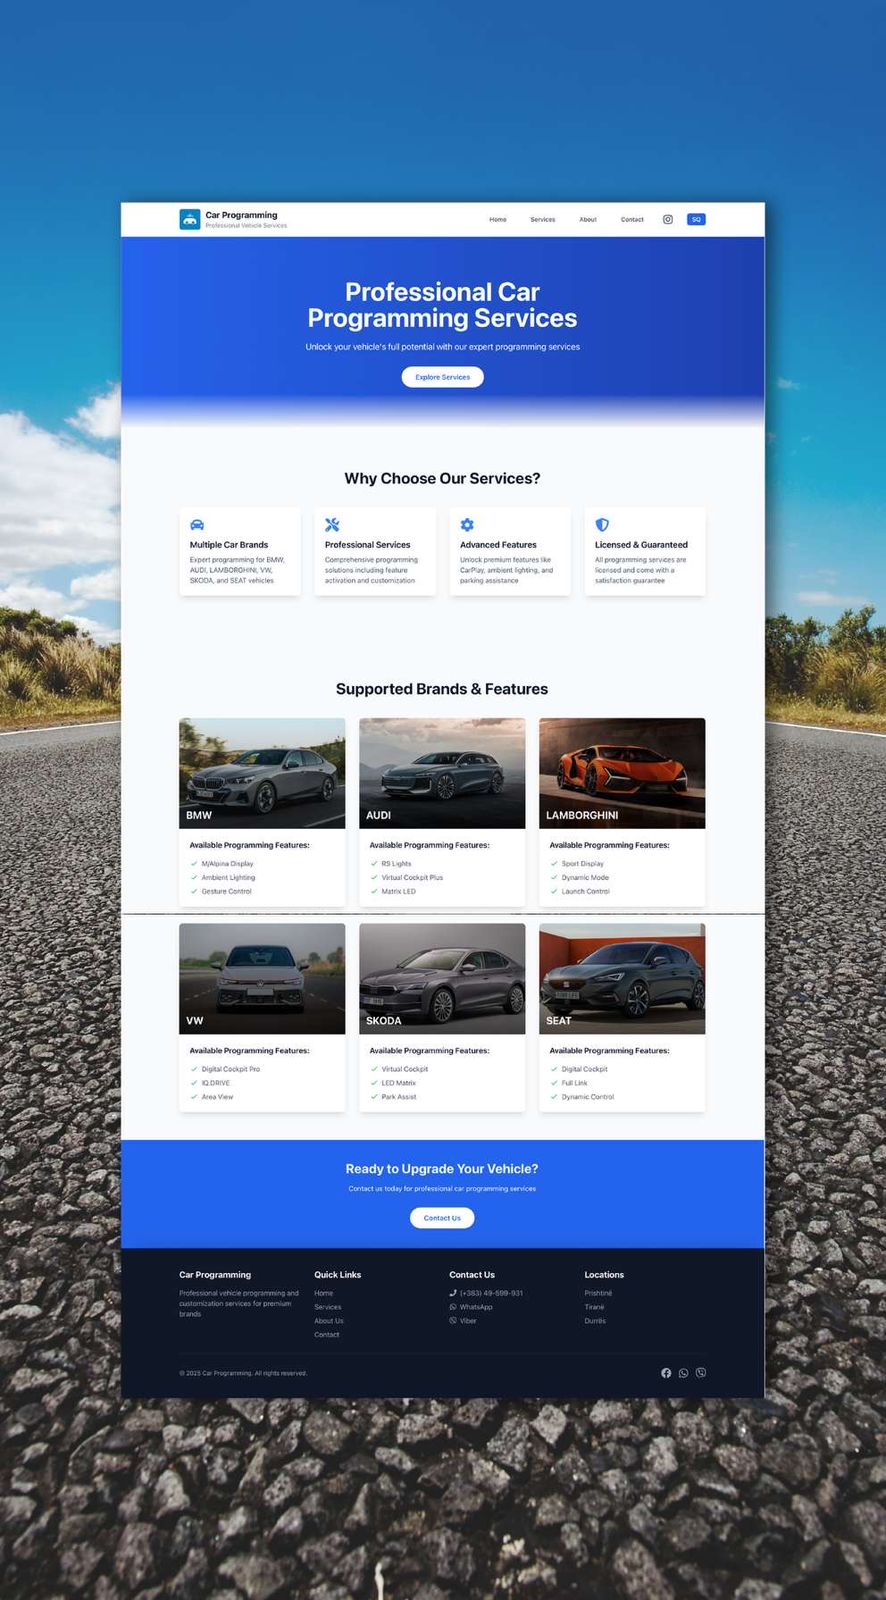 Car Programming
Professional Vehicle Services
Home
Services
About
Contact
SQ
Professional Car
Programming Services
Unlock your vehicle's full potential with our expert programming services
Explore Services
Why Choose Our Services?
Multiple Car Brands
Expert programming for BMW,
AUDI, LAMBORGHINI, VW,
SKODA, and SEAT vehicles
Professional Services
Comprehensive programming
solutions including feature
activation and customization
Advanced Features
Unlock premium features like
CarPlay, ambient lighting, and
parking assistance
Licensed & Guaranteed
All programming services are
licensed and come with a
satisfaction guarantee
Supported Brands & Features
BMW
Available Programming Features:
M/Alpina Display
Ambient Lighting
Gesture Control
AUDI
Available Programming Features:
RS Lights
Virtual Cockpit Plus
Matrix LED
LAMBORGHINI
Available Programming Features:
Sport Display
Dynamic Mode
Launch Control
VW
Available Programming Features:
Digital Cockpit Pro
IQ.DRIVE
Area View
SKODA
Available Programming Features:
Virtual Cockpit
LED Matrix
Park Assist
SEAT
Available Programming Features:
Digital Cockpit
Full Link
Dynamic Control
Ready to Upgrade Your Vehicle?
Contact us today for professional car programming services
Contact Us
Car Programming
Professional vehicle programming and
customization services for premium
brands
Quick Links
Home
Services
About Us
Contact
Contact Us
(+383) 49-599-931
WhatsApp
Viber
Locations
Prishtinë
Tiranë
Durrës
© 2025 Car Programming. All rights reserved.